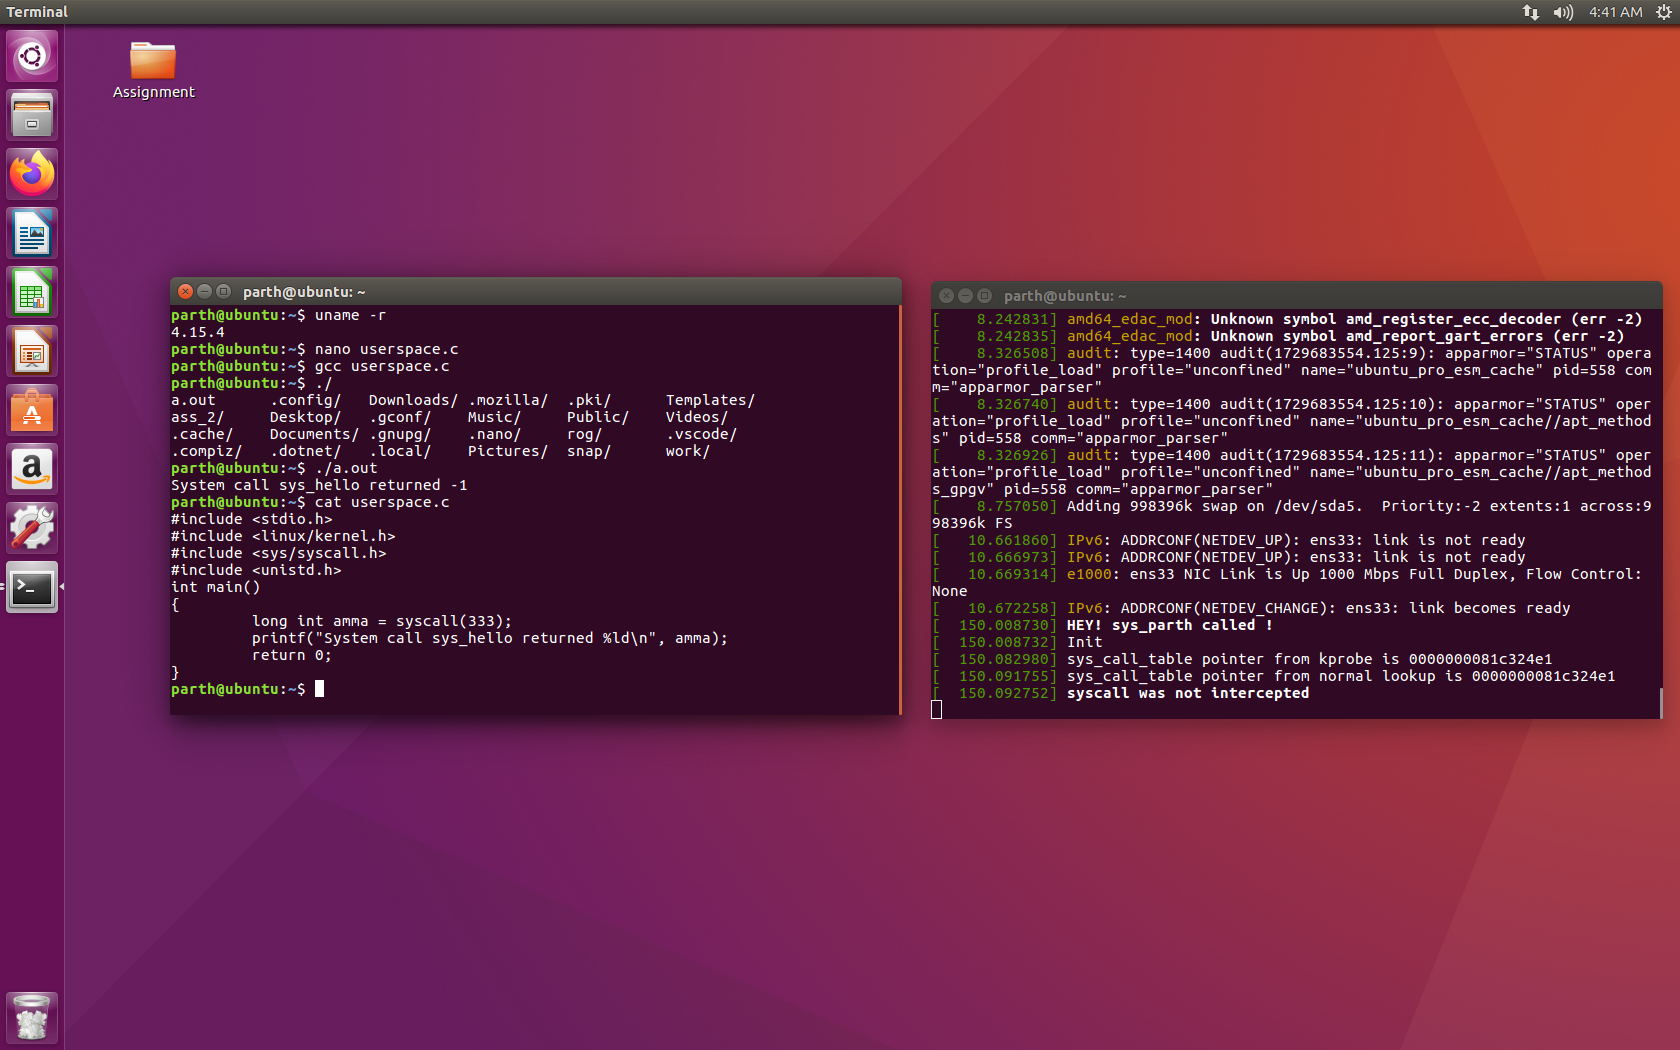 Terminal
4:41 AM
Assignment
parth@ubuntu: ~
parth@ubuntu:~$ uname -r
4.15.4
parth@ubuntu:~$ nano userspace.c
parth@ubuntu:~$ gcc userspace.c
parth@ubuntu:~$ ./
a.out      .config/   Downloads/ .mozilla/  .pki/      Templates/
ass_2/     Desktop/   .gconf/    Music/     Public/    Videos/
.cache/    Documents/ .gnupg/    .nano/     rog/       .vscode/
.compiz/   .dotnet/   .local/    Pictures/  snap/      work/
parth@ubuntu:~$ ./a.out
System call sys_hello returned -1
parth@ubuntu:~$ cat userspace.c
#include <stdio.h>
#include <linux/kernel.h>
#include <sys/syscall.h>
#include <unistd.h>
int main()
{
         long int amma = syscall(333);
         printf("System call sys_hello returned %ld\n", amma);
         return 0;
}
parth@ubuntu:~$
parth@ubuntu: ~
[    8.242831] amd64_edac_mod: Unknown symbol amd_register_ecc_decoder (err -2)
[    8.242835] amd64_edac_mod: Unknown symbol amd_report_gart_errors (err -2)
[    8.326508] audit: type=1400 audit(1729683554.125:9): apparmor="STATUS" opera
tion="profile_load" profile="unconfined" name="ubuntu_pro_esm_cache" pid=558 com
m="apparmor_parser"
[    8.326740] audit: type=1400 audit(1729683554.125:10): apparmor="STATUS" oper
ation="profile_load" profile="unconfined" name="ubuntu_pro_esm_cache//apt_method
s" pid=558 comm="apparmor_parser"
[    8.326926] audit: type=1400 audit(1729683554.125:11): apparmor="STATUS" oper
ation="profile_load" profile="unconfined" name="ubuntu_pro_esm_cache//apt_method
s_gpgv" pid=558 comm="apparmor_parser"
[    8.757050] Adding 998396k swap on /dev/sda5.  Priority:-2 extents:1 across:9
98396k FS
[   10.661860] IPv6: ADDRCONF(NETDEV_UP): ens33: link is not ready
[   10.666973] IPv6: ADDRCONF(NETDEV_UP): ens33: link is not ready
[   10.669314] e1000: ens33 NIC Link is Up 1000 Mbps Full Duplex, Flow Control:
None
[   10.672258] IPv6: ADDRCONF(NETDEV_CHANGE): ens33: link becomes ready
[  150.008730] HEY! sys_parth called !
[  150.008732] Init
[  150.082980] sys_call_table pointer from kprobe is 0000000081c324e1
[  150.091755] sys_call_table pointer from normal lookup is 0000000081c324e1
[  150.092752] syscall was not intercepted